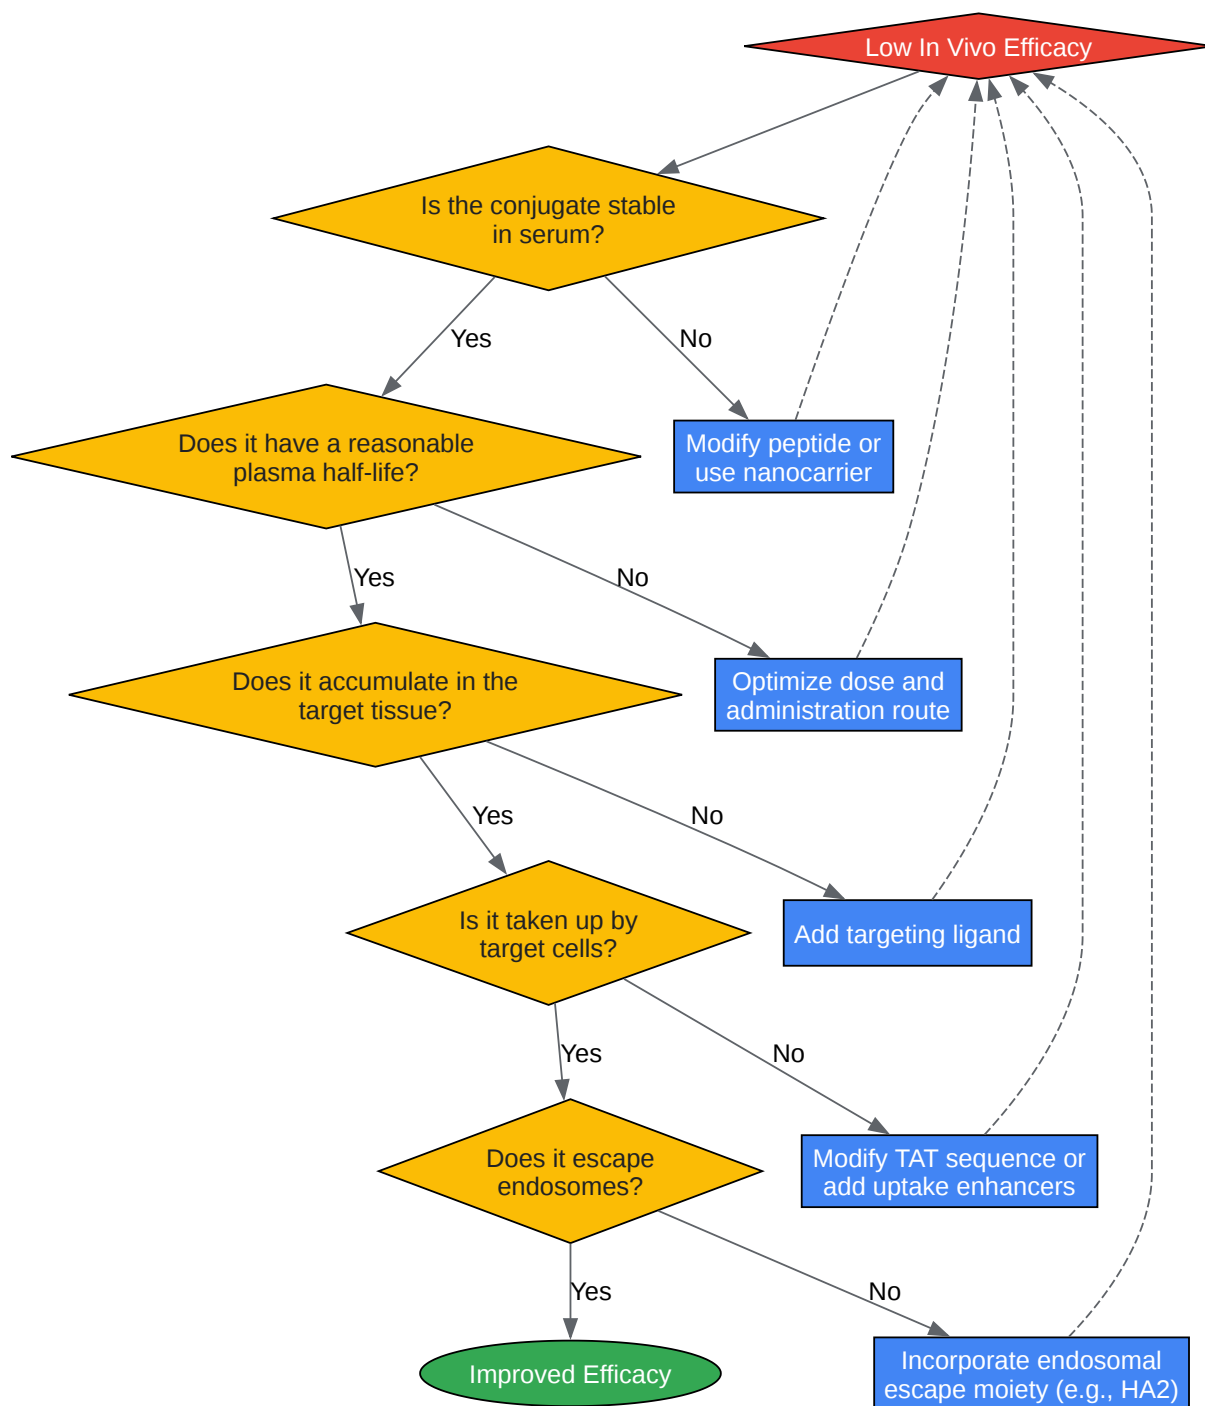 Low In Vivo Efficacy
Is the conjugate stable
in serum?
Yes
No
Does it have a reasonable
plasma half-life?
Modify peptide or
use nanocarrier
Yes
No
Does it accumulate in the
target tissue?
Optimize dose and
administration route
Yes
No
Is it taken up by
target cells?
Add targeting ligand
Yes
No
Does it escape
endosomes?
Modify TAT sequence or
add uptake enhancers
Yes
No
Improved Efficacy
Incorporate endosomal
escape moiety (e.g., HA2)